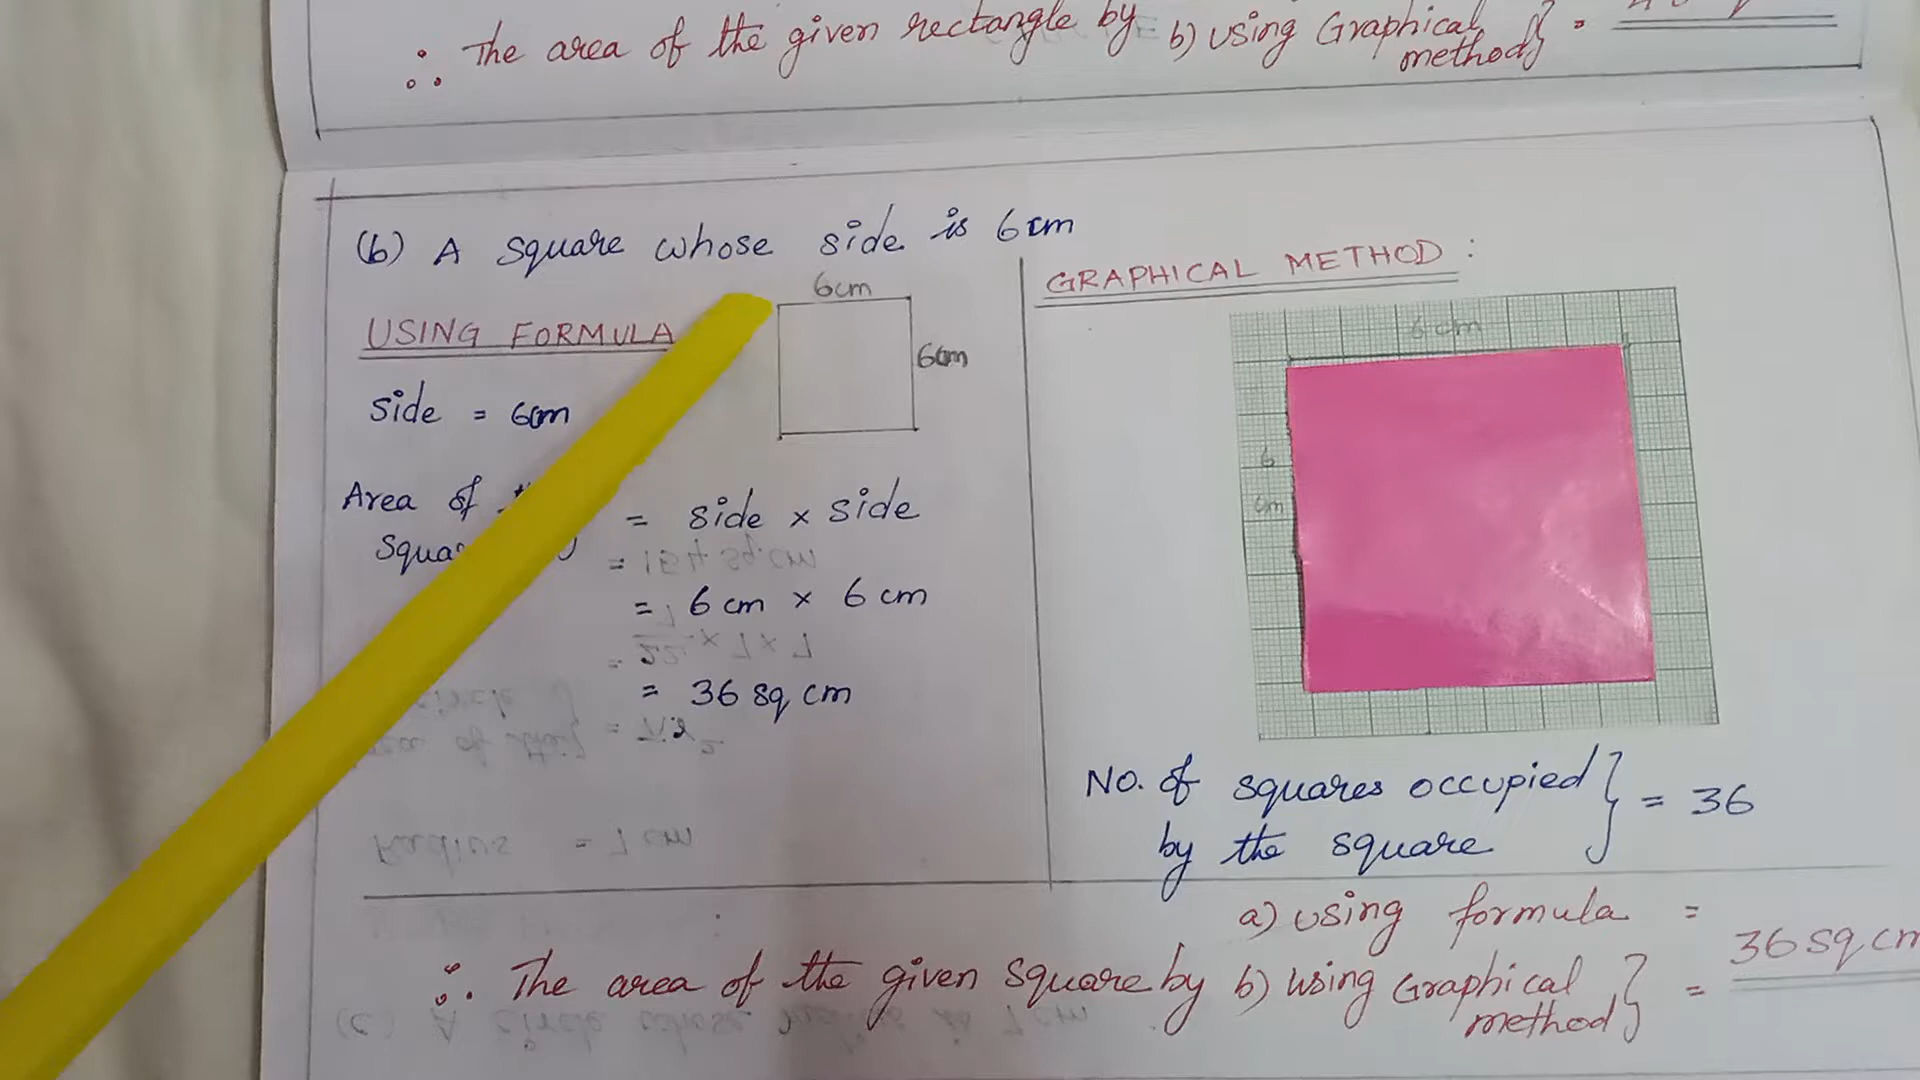 ∴ The area of the given rectangle by b) Using Graphical method} =
(b) A square whose side is 6cm
USING FORMULA
6cm
6cm
side = 6cm
Area of
= side × side
= 6 cm × 6 cm
= 36 sq cm
GRAPHICAL METHOD :
6 cm
6
cm
No. of squares occupied
by the square } = 36
a) Using formula =
36 sq cm
∴ The area of the given square by b) Using Graphical method} =